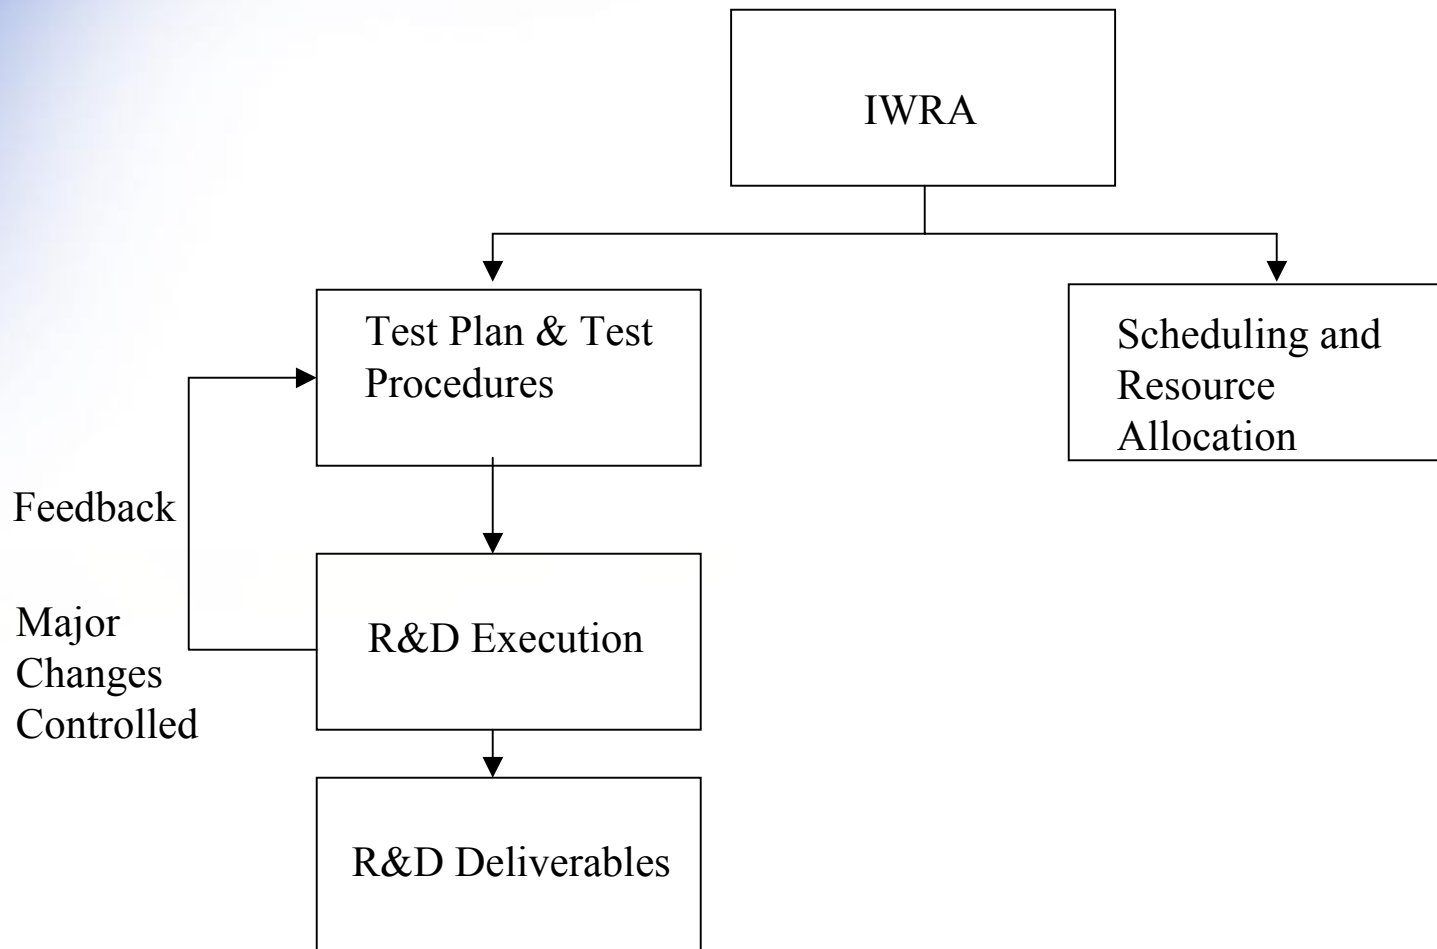 IWRA
Test Plan & Test
Procedures
Scheduling and
Resource
Allocation
Feedback
Major
Changes
Controlled
R&D Execution
R&D Deliverables